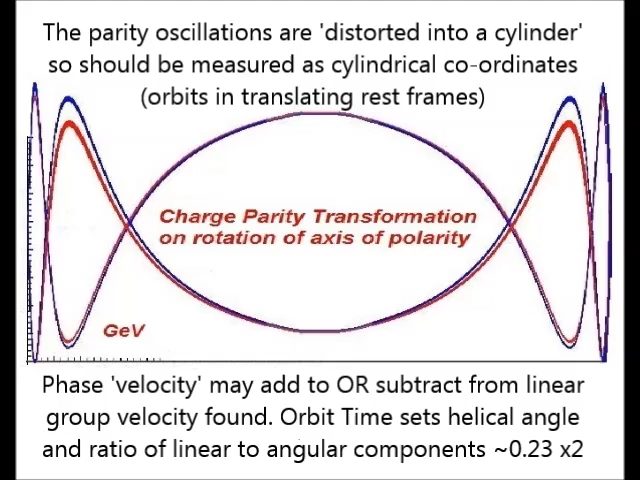 The parity oscillations are 'distorted into a cylinder'
so should be measured as cylindrical co-ordinates
(orbits in translating rest frames)
Charge Parity Transformation
on rotation of axis of polarity
GeV
Phase 'velocity' may add to OR subtract from linear
group velocity found. Orbit Time sets helical angle
and ratio of linear to angular components ~0.23 x2